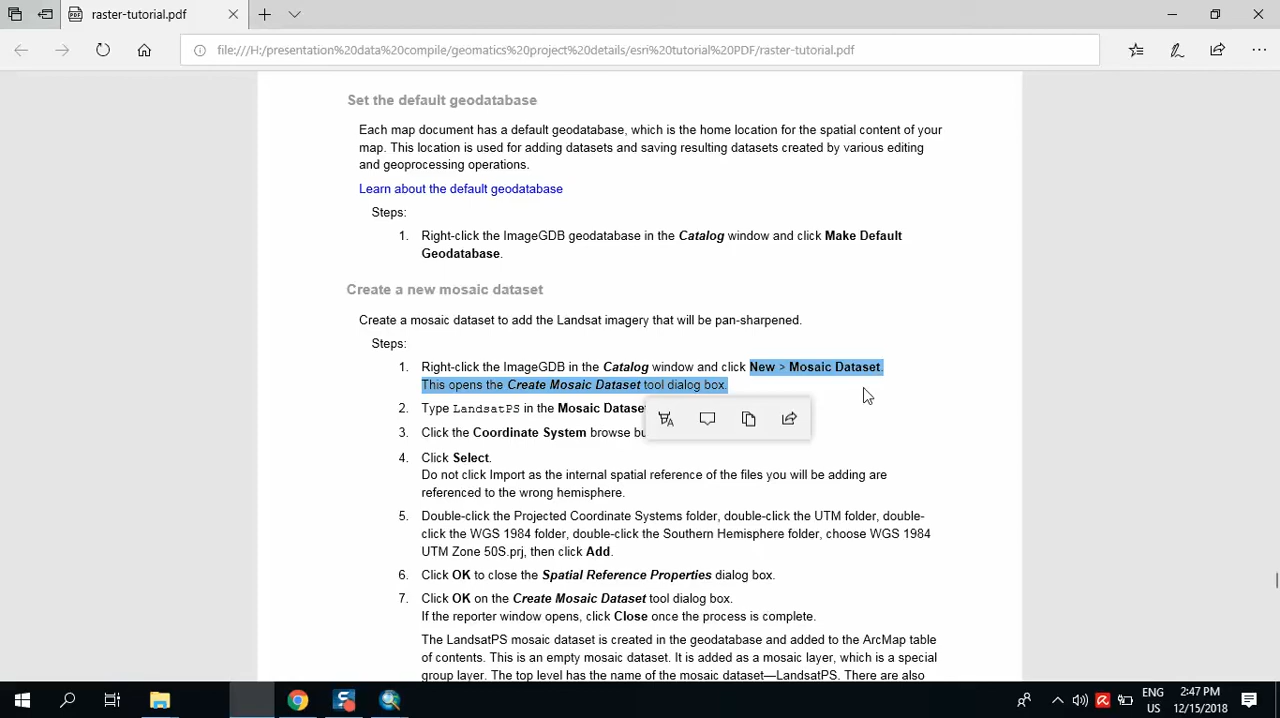 raster-tutorial.pdf
file:///H:/presentation%20data%20compile/geomatics%20project%20details/esri%20tutorial%20PDF/raster-tutorial.pdf
Set the default geodatabase
Each map document has a default geodatabase, which is the home location for the spatial content of your
map. This location is used for adding datasets and saving resulting datasets created by various editing
and geoprocessing operations.
Learn about the default geodatabase
Steps:
1. Right-click the ImageGDB geodatabase in the Catalog window and click Make Default
Geodatabase.
Create a new mosaic dataset
Create a mosaic dataset to add the Landsat imagery that will be pan-sharpened.
Steps:
1. Right-click the ImageGDB in the Catalog window and click New > Mosaic Dataset.
This opens the Create Mosaic Dataset tool dialog box.
2. Type LandsatPS in the Mosaic Dataset
3. Click the Coordinate System browse bu
4. Click Select.
Do not click Import as the internal spatial reference of the files you will be adding are
referenced to the wrong hemisphere.
5. Double-click the Projected Coordinate Systems folder, double-click the UTM folder, double-
click the WGS 1984 folder, double-click the Southern Hemisphere folder, choose WGS 1984
UTM Zone 50S.prj, then click Add.
6. Click OK to close the Spatial Reference Properties dialog box.
7. Click OK on the Create Mosaic Dataset tool dialog box.
If the reporter window opens, click Close once the process is complete.
The LandsatPS mosaic dataset is created in the geodatabase and added to the ArcMap table
of contents. This is an empty mosaic dataset. It is added as a mosaic layer, which is a special
group layer. The top level has the name of the mosaic dataset—LandsatPS. There are also
ENG
US
2:47 PM
12/15/2018